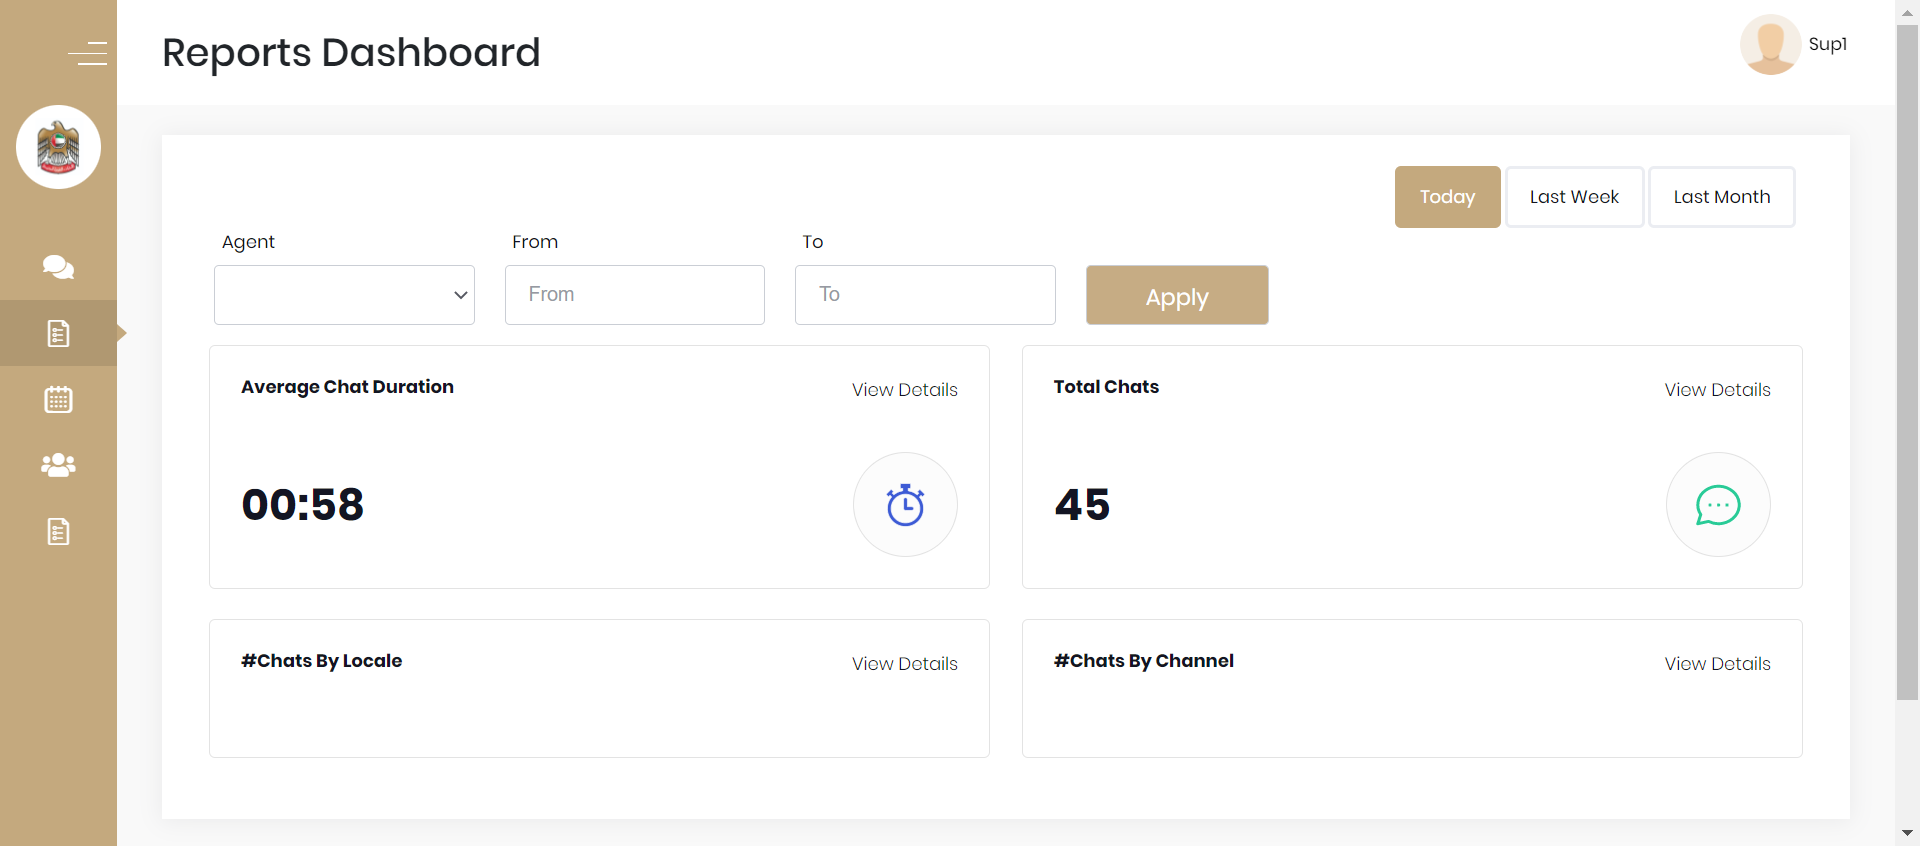 Reports Dashboard
Sup1
Today
Last Week
Last Month
Agent
From
To
From
To
Apply
Average Chat Duration
View Details
00:58
Total Chats
View Details
45
#Chats By Locale
View Details
#Chats By Channel
View Details